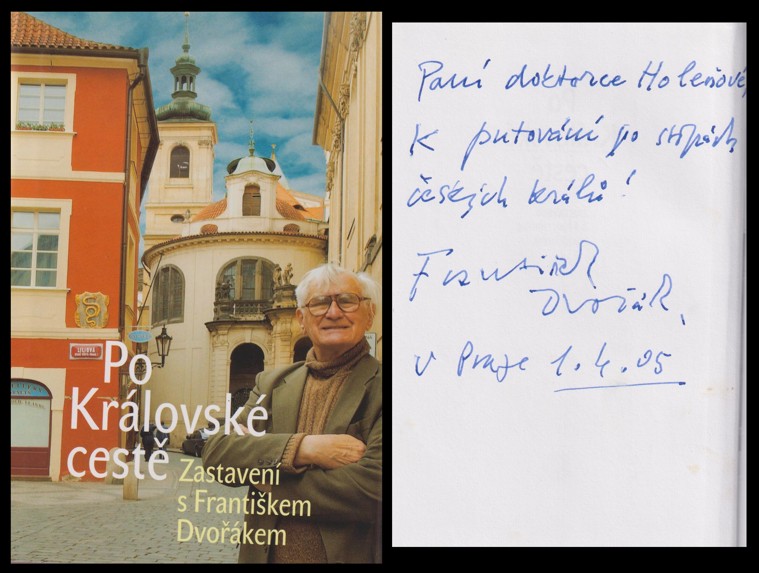 Po
Královské
cestě
Zastavení
s Františkem
Dvořákem
Paní doktorce Holešové,
K putování po stopách
českých králů!
František
Dvořák,
V Praze 1.4.05